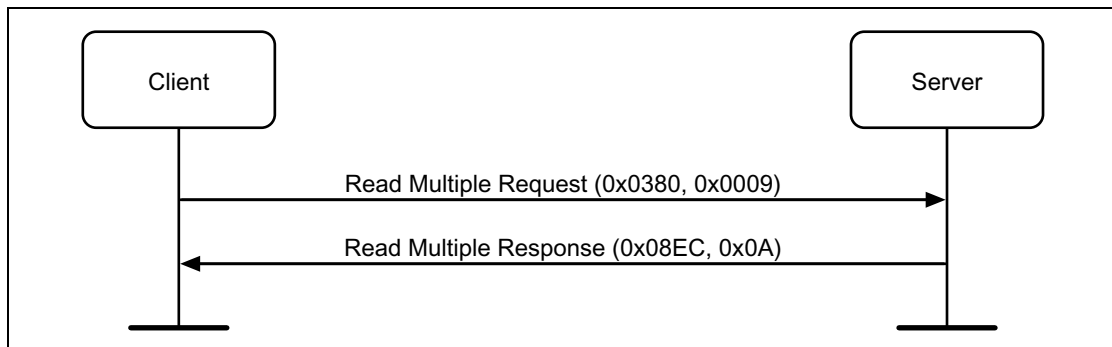 Client
Server
Read Multiple Request (0x0380, 0x0009)
Read Multiple Response (0x08EC, 0x0A)